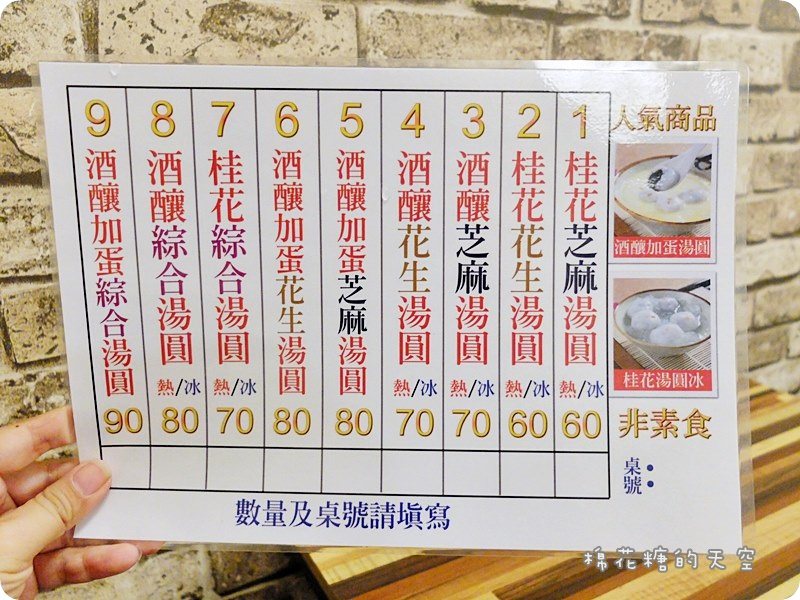 人氣商品
酒釀加蛋湯圓
桂花湯圓冰
非素食
桌號：
1
桂花芝麻湯圓
熱/冰
60
2
桂花花生湯圓
熱/冰
60
3
酒釀芝麻湯圓
熱/冰
70
4
酒釀花生湯圓
熱/冰
70
5
酒釀加蛋芝麻湯圓
80
6
酒釀加蛋花生湯圓
80
7
桂花綜合湯圓
熱/冰
70
8
酒釀綜合湯圓
熱/冰
80
9
酒釀加蛋綜合湯圓
90
數量及桌號請填寫
棉花糖的天空